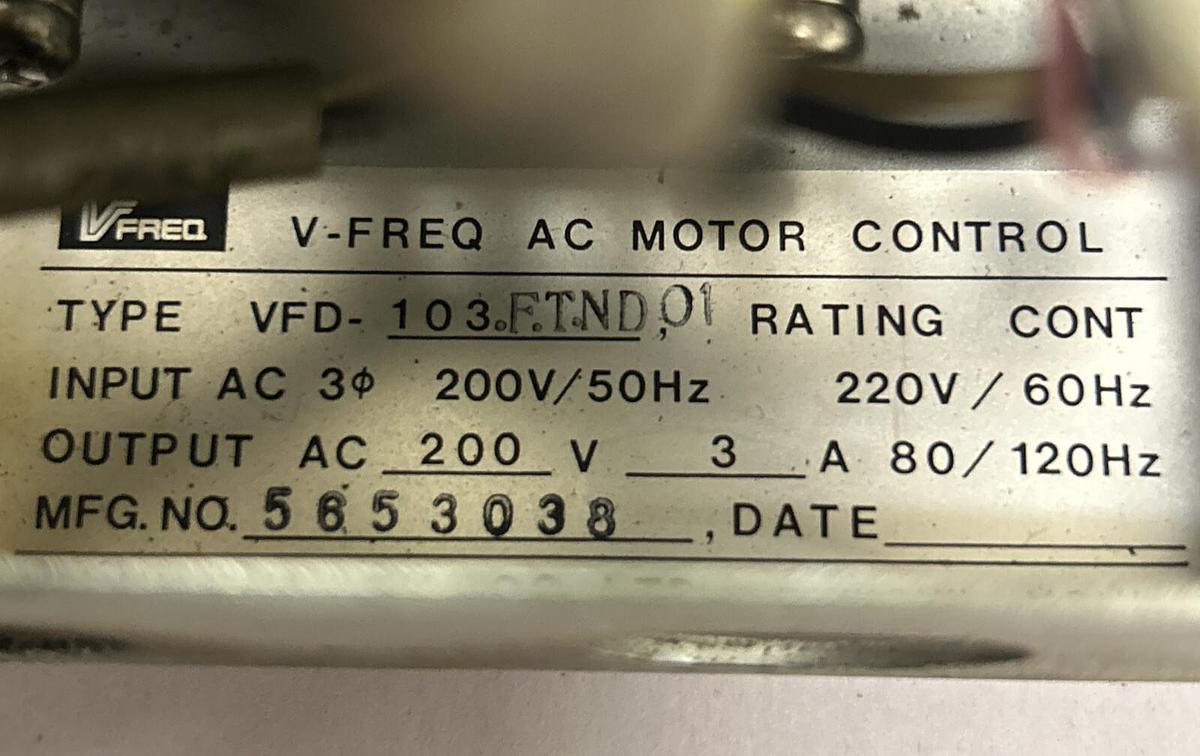 VFREQ V-FREQ AC MOTOR CONTROL
TYPE VFD-103.F.T.ND,01 RATING CONT
INPUT AC 3φ 200V/50Hz 220V/60Hz
OUTPUT AC 200 V 3 A 80/120Hz
MFG. NO. 5653038, DATE